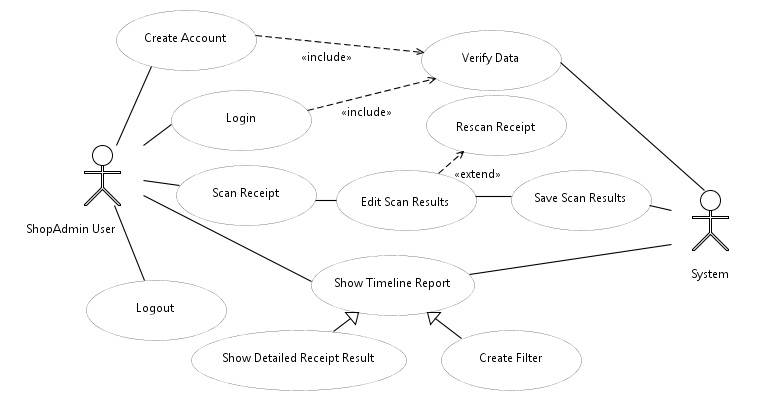 Create Account
«include»
Verify Data
Login
«include»
Rescan Receipt
«extend»
Scan Receipt
Edit Scan Results
Save Scan Results
ShopAdmin User
System
Show Timeline Report
Logout
Show Detailed Receipt Result
Create Filter